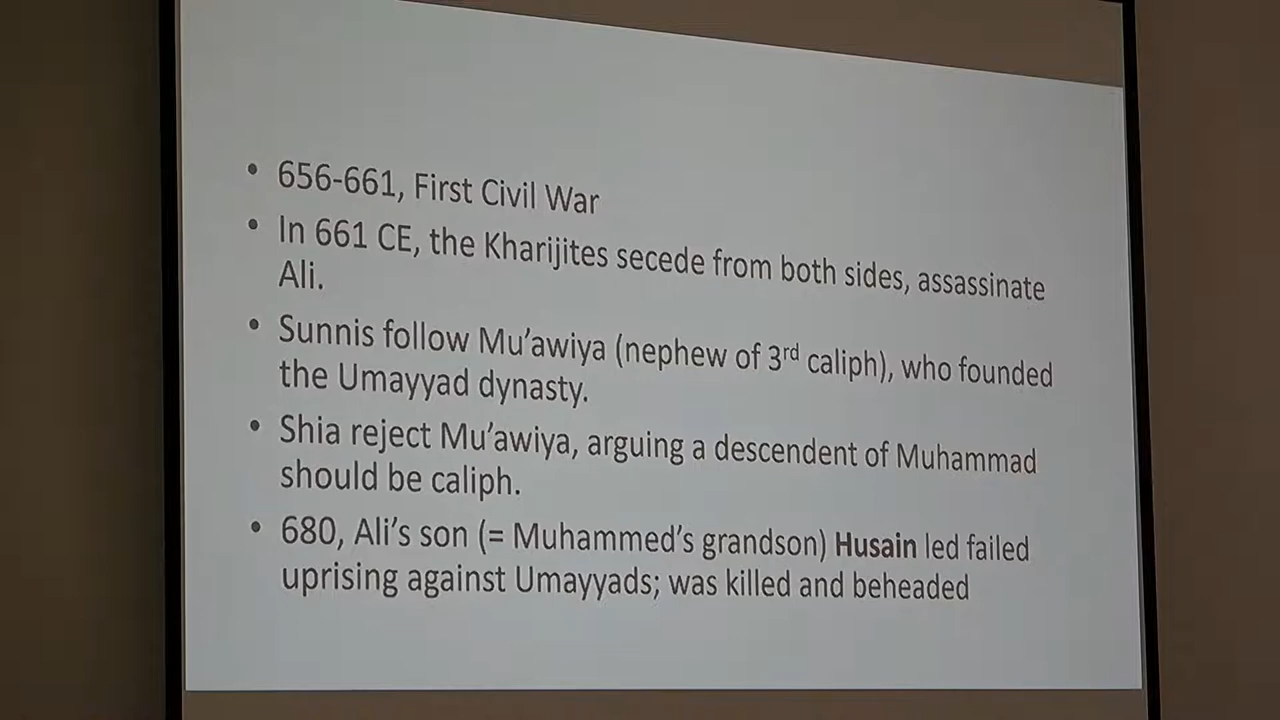 • 656-661, First Civil War
• In 661 CE, the Kharijites secede from both sides, assassinate
Ali.
• Sunnis follow Mu’awiya (nephew of 3rd caliph), who founded
the Umayyad dynasty.
• Shia reject Mu’awiya, arguing a descendent of Muhammad
should be caliph.
• 680, Ali’s son (= Muhammed’s grandson) Husain led failed
uprising against Umayyads; was killed and beheaded